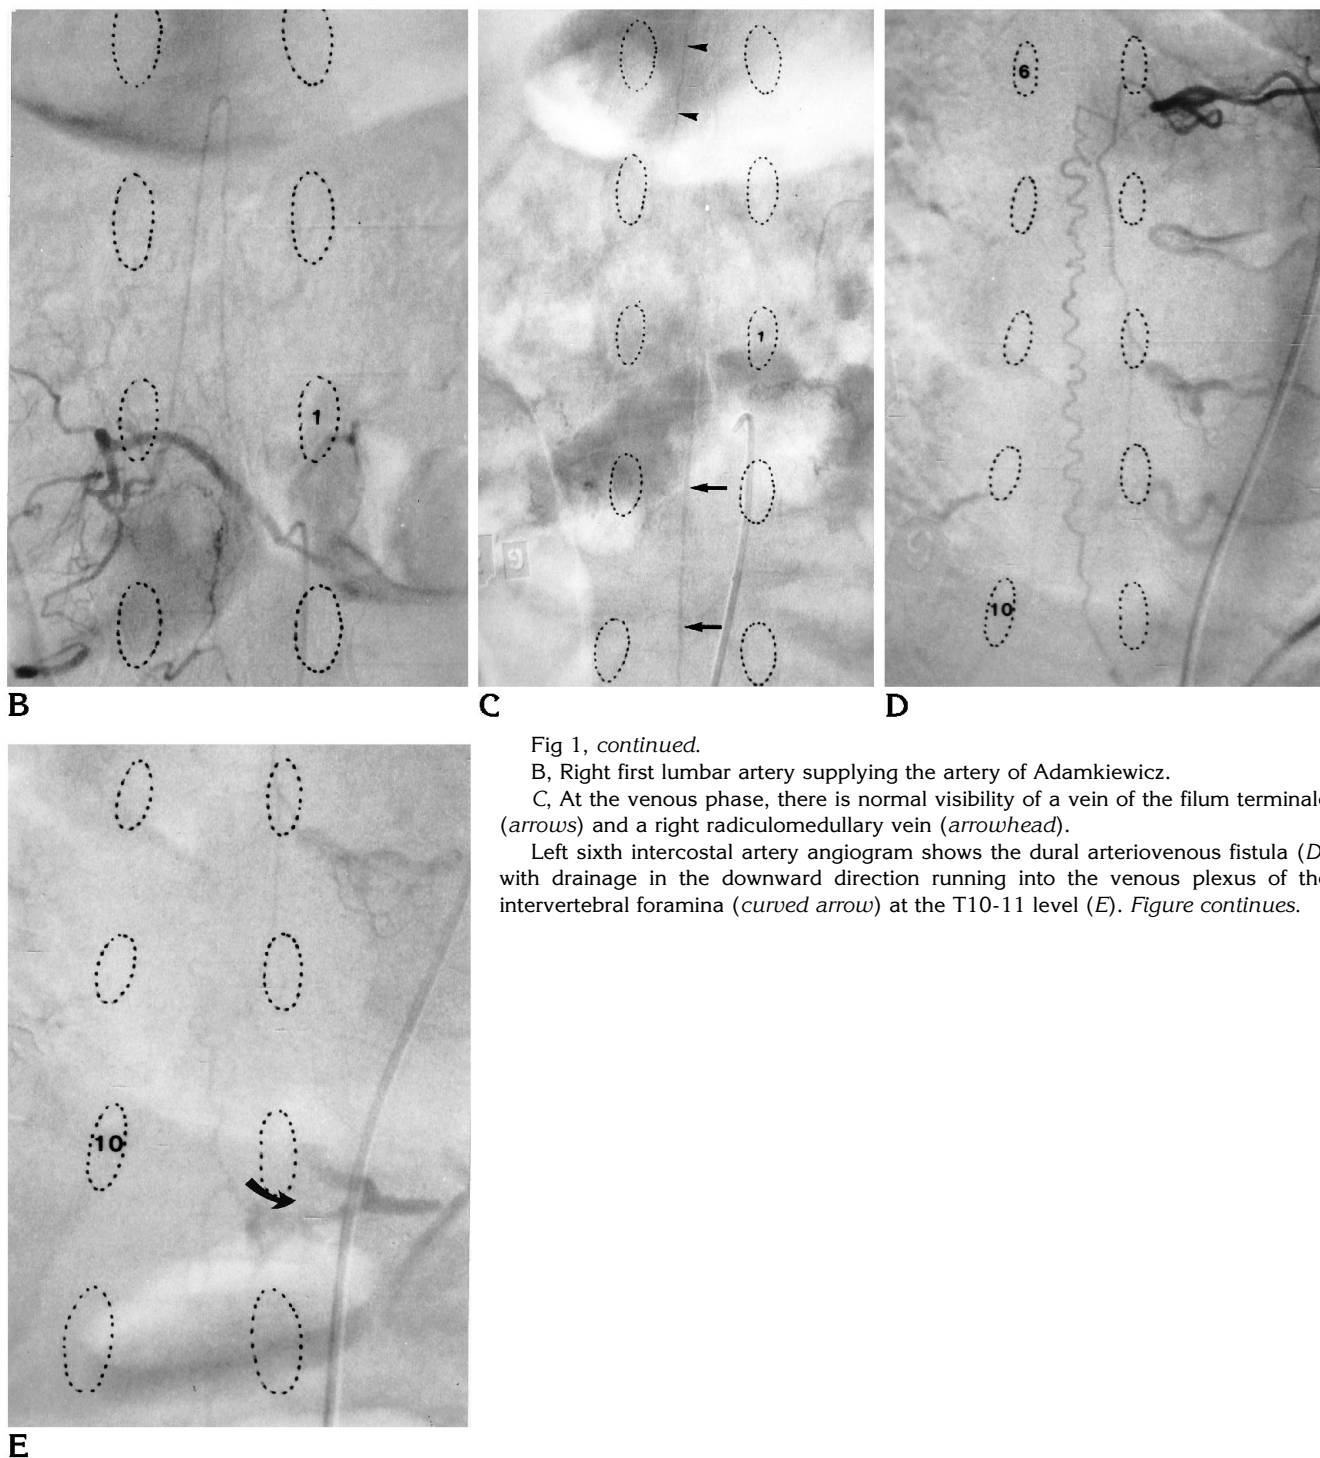 1
1
9
6
10
B
C
D
10
E
Fig 1, continued.
B, Right first lumbar artery supplying the artery of Adamkiewicz.
C, At the venous phase, there is normal visibility of a vein of the filum terminale
(arrows) and a right radiculomedullary vein (arrowhead).
Left sixth intercostal artery angiogram shows the dural arteriovenous fistula (D)
with drainage in the downward direction running into the venous plexus of the
intervertebral foramina (curved arrow) at the T10-11 level (E). Figure continues.